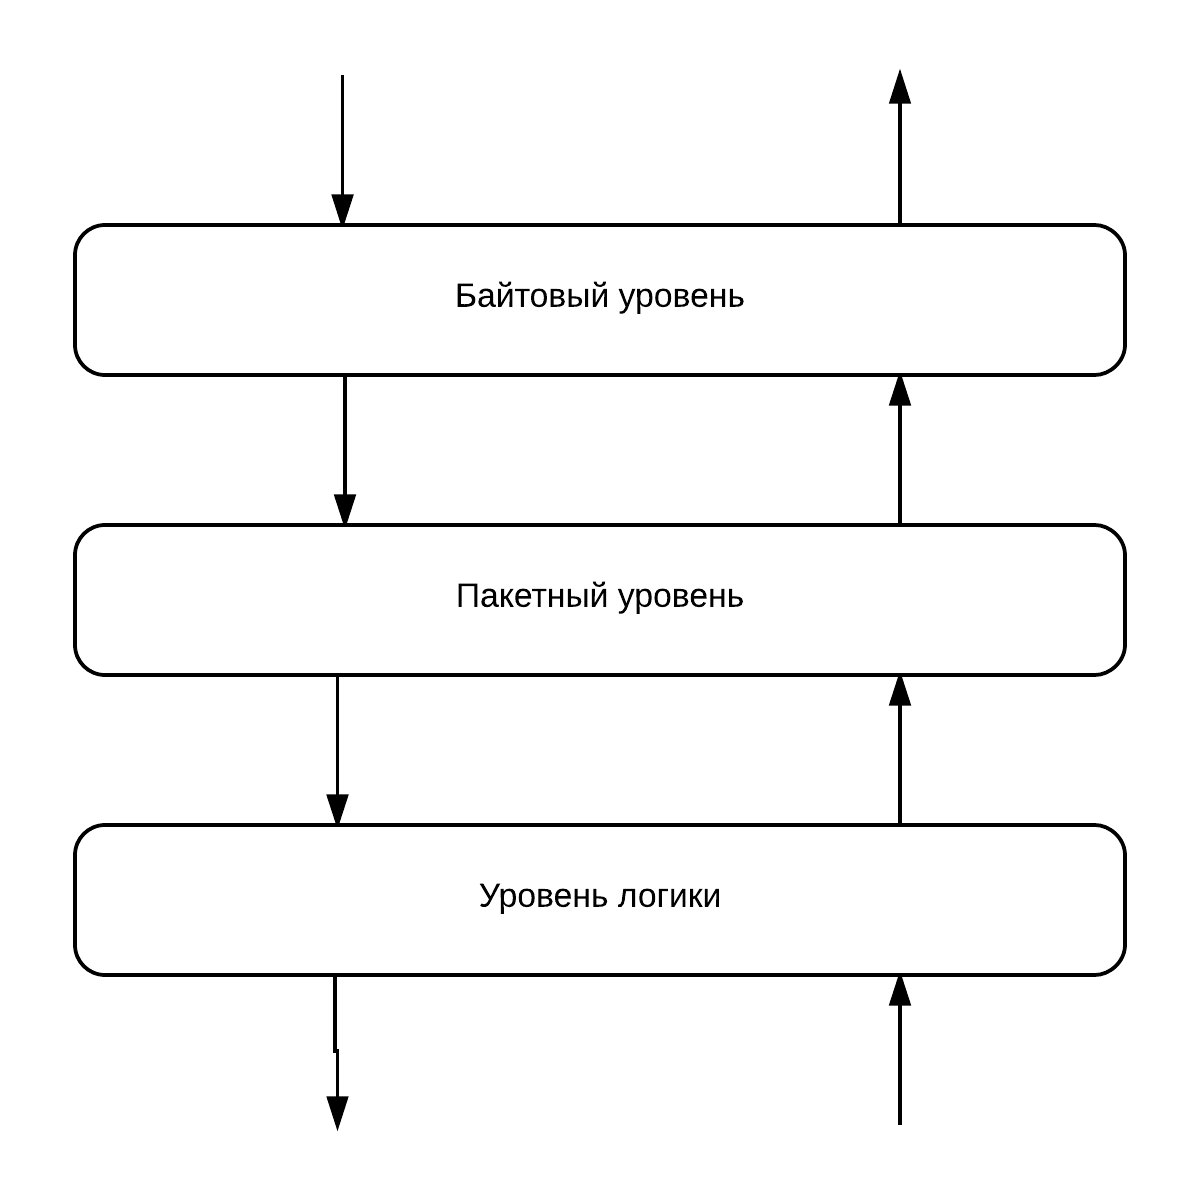 Байтовый уровень
Пакетный уровень
Уровень логики